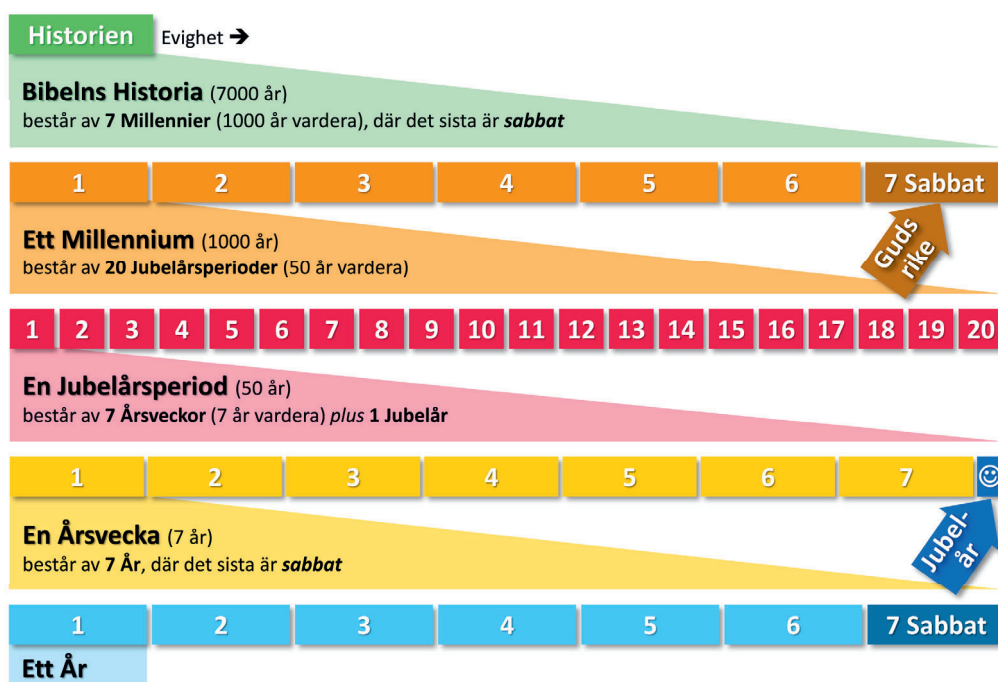 Historien Evighet ➔
Bibelns Historia (7000 år)
består av 7 Millennier (1000 år vardera), där det sista är sabbat
1 2 3 4 5 6 7 Sabbat
Ett Millennium (1000 år)
består av 20 Jubelårsperioder (50 år vardera)
Guds
rike
1 2 3 4 5 6 7 8 9 10 11 12 13 14 15 16 17 18 19 20
En Jubelårsperiod (50 år)
består av 7 Årsveckor (7 år vardera) plus 1 Jubelår
1 2 3 4 5 6 7 ☺
En Årsvecka (7 år)
består av 7 År, där det sista är sabbat
Jubel-
år
1 2 3 4 5 6 7 Sabbat
Ett År